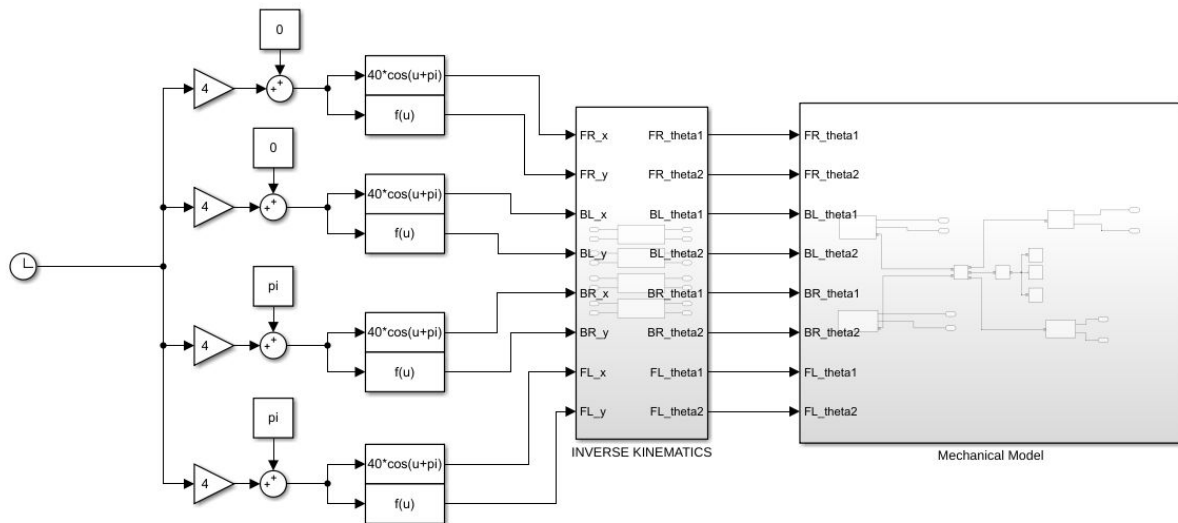 0
4
+
+
40*cos(u+pi)
f(u)
0
4
+
+
40*cos(u+pi)
f(u)
pi
4
+
+
40*cos(u+pi)
f(u)
pi
4
+
+
40*cos(u+pi)
f(u)
FR_x
FR_y
BL_x
BL_y
BR_x
BR_y
FL_x
FL_y
FR_theta1
FR_theta2
BL_theta1
BL_theta2
BR_theta1
BR_theta2
FL_theta1
FL_theta2
INVERSE KINEMATICS
FR_theta1
FR_theta2
BL_theta1
BL_theta2
BR_theta1
BR_theta2
FL_theta1
FL_theta2
Mechanical Model